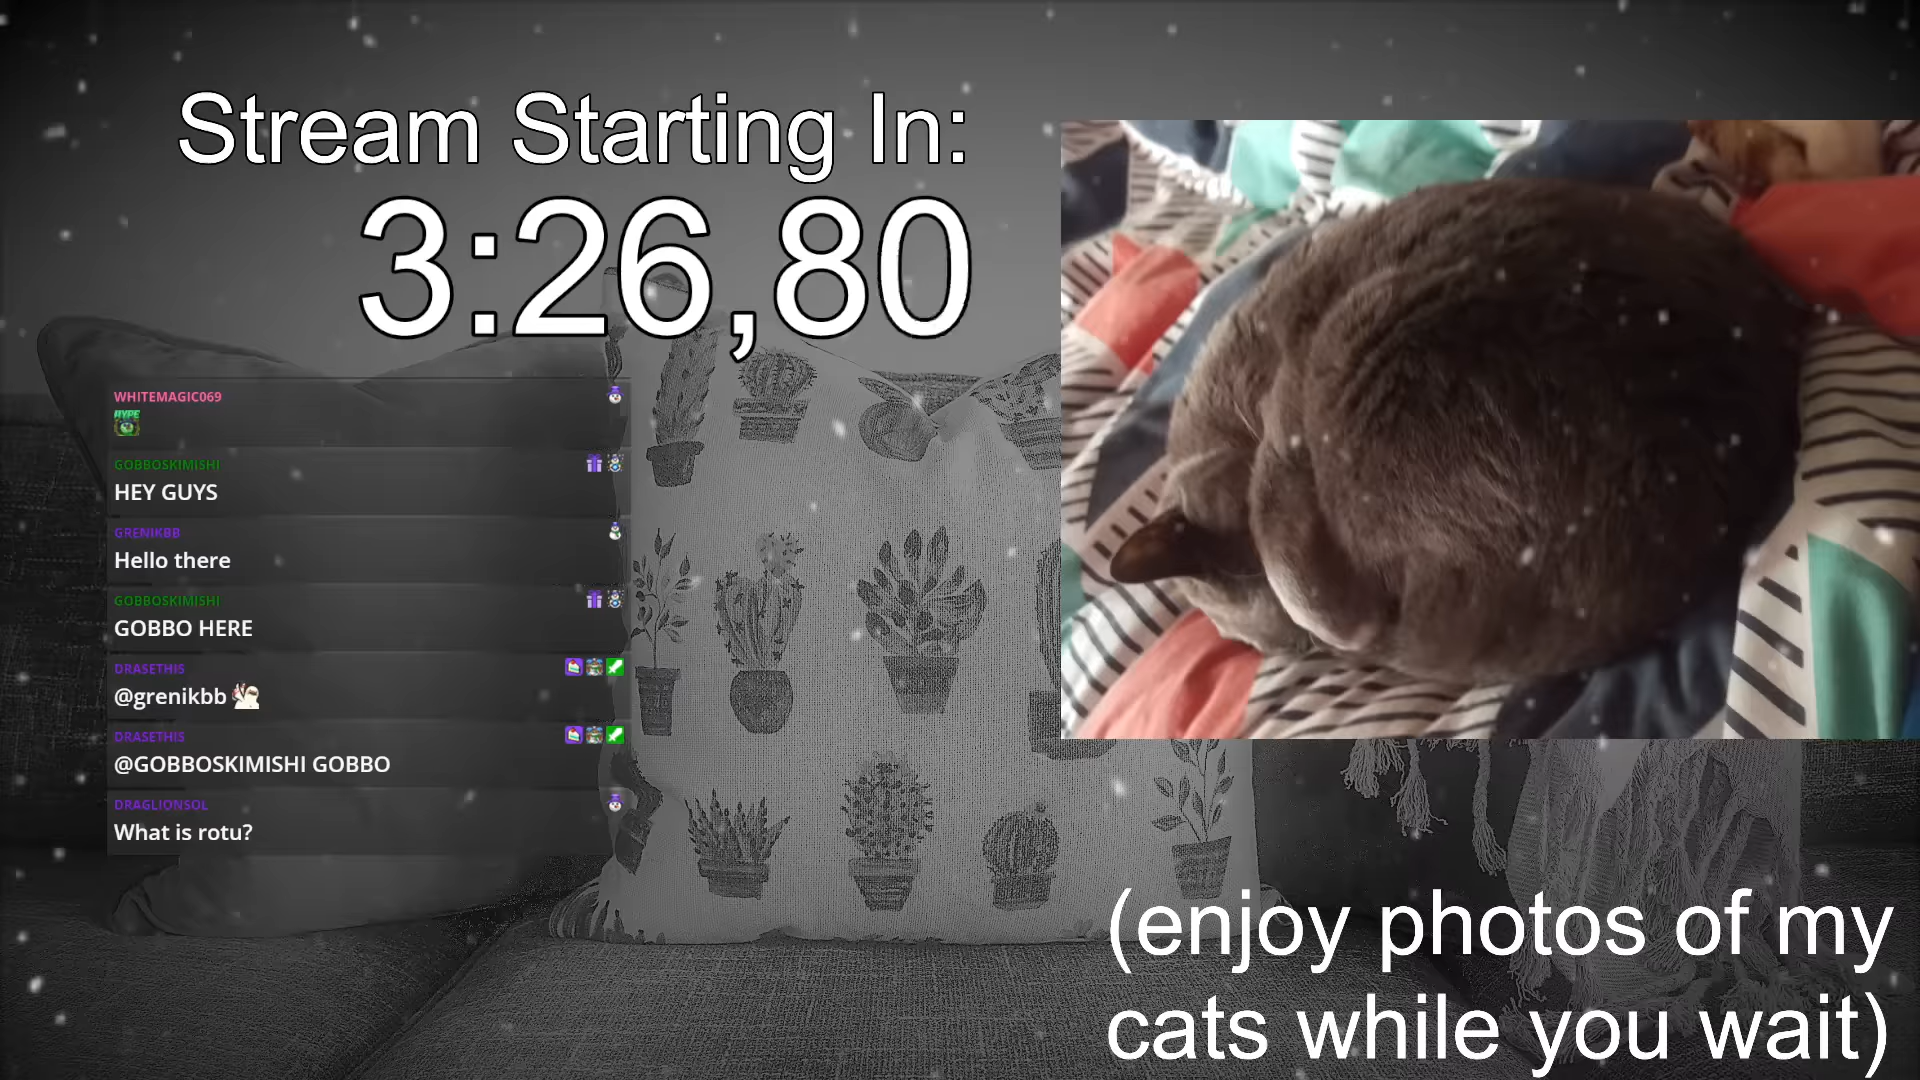 Stream Starting In:
3:26,80
WHITEMAGIC069
HYPE
GOBBOSKIMISHI
HEY GUYS
GRENIKBB
Hello there
GOBBOSKIMISHI
GOBBO HERE
DRASETHIS
@grenikbb
DRASETHIS
@GOBBOSKIMISHI GOBBO
DRAGLIONSOL
What is rotu?
(enjoy photos of my
cats while you wait)